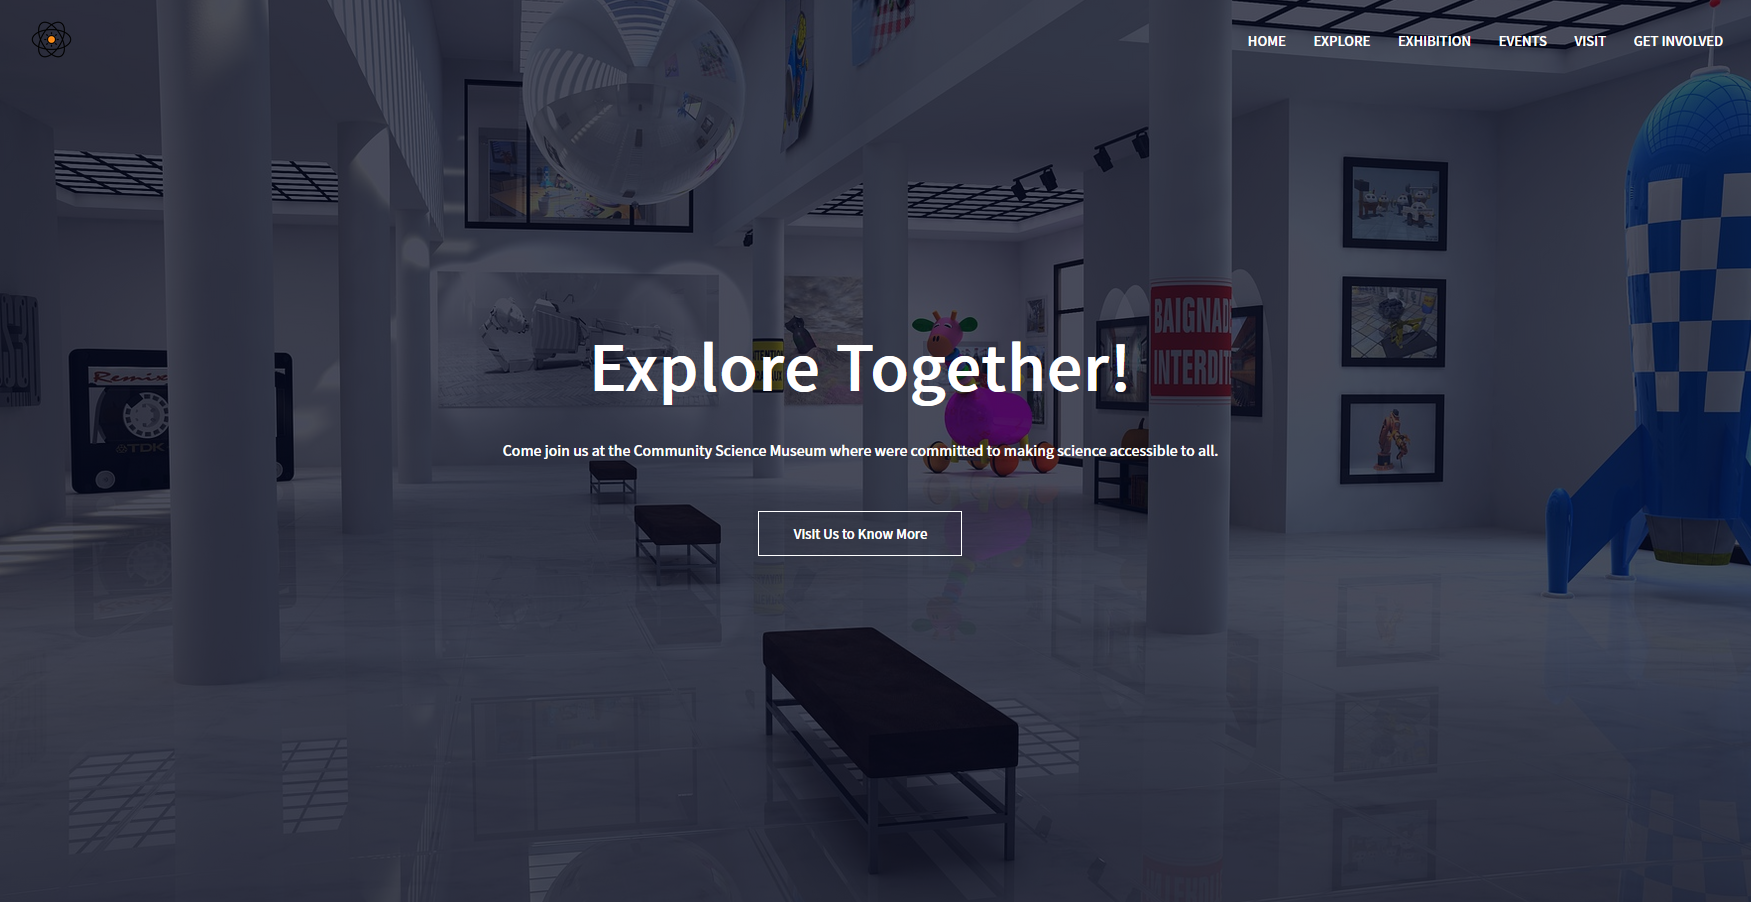 HOME EXPLORE EXHIBITION EVENTS VISIT GET INVOLVED
BAIGNAD
INTERDIT
Explore Together!
Remix
TDK
Come join us at the Community Science Museum where were committed to making science accessible to all.
Visit Us to Know More